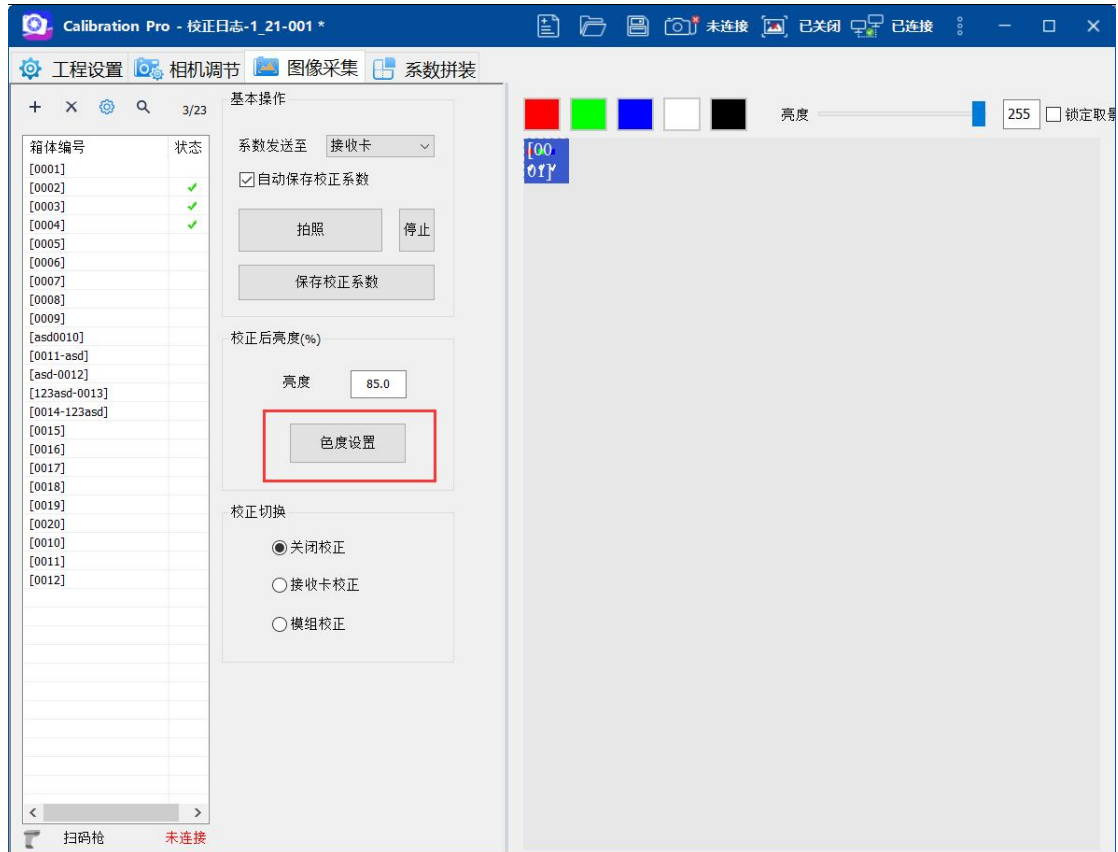 Calibration Pro - 校正日志-1_21-001 *
未连接 已关闭 已连接
工程设置 相机调节 图像采集 系数拼装
3/23
箱体编号 状态
[0001]
[0002]
[0003]
[0004]
[0005]
[0006]
[0007]
[0008]
[0009]
[asd0010]
[0011-asd]
[asd-0012]
[123asd-0013]
[0014-123asd]
[0015]
[0016]
[0017]
[0018]
[0019]
[0020]
[0010]
[0011]
[0012]
扫码枪 未连接
基本操作
系数发送至 接收卡
自动保存校正系数
拍照 停止
保存校正系数
校正后亮度(%)
亮度 85.0
色度设置
校正切换
关闭校正
接收卡校正
模组校正
亮度 255 锁定取景
[00